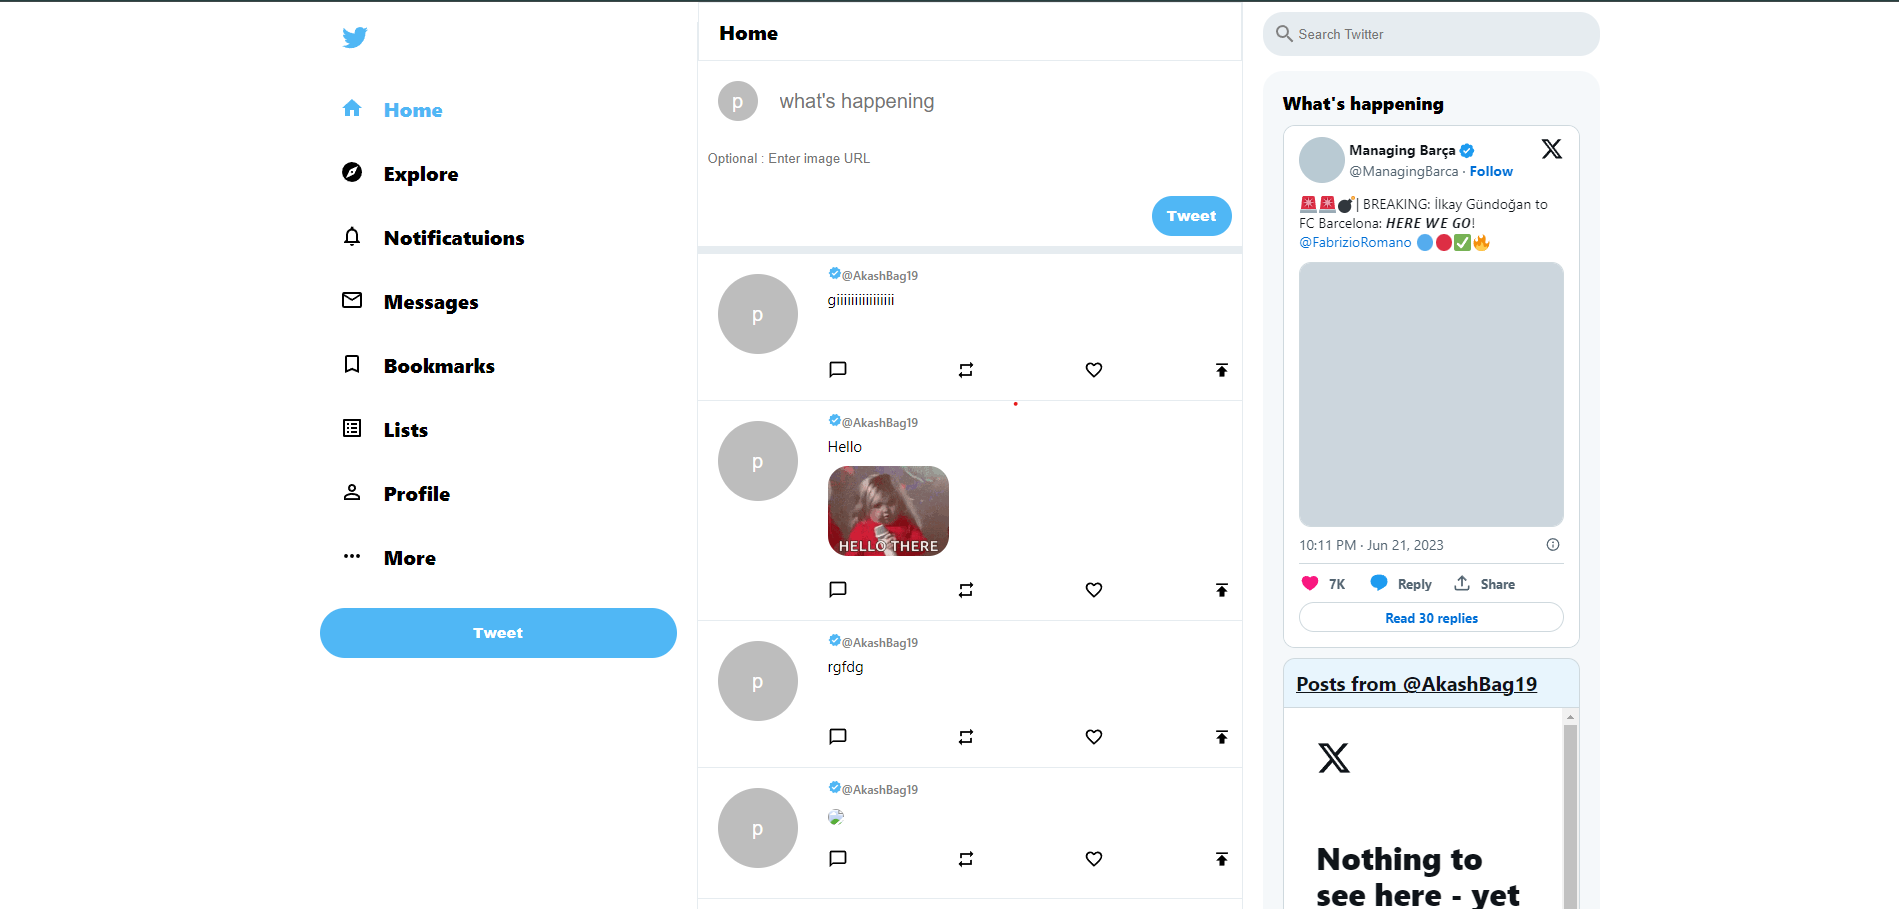 Home
Explore
Notificatuions
Messages
Bookmarks
Lists
Profile
More
Tweet
Home
p
what's happening
Optional : Enter image URL
Tweet
@AkashBag19
p
giiiiiiiiiiiiiiii
@AkashBag19
p
Hello
HELLO THERE
@AkashBag19
p
rgfdg
@AkashBag19
p
Search Twitter
What's happening
Managing Barça
@ManagingBarca · Follow
🚨🚨💣| BREAKING: İlkay Gündoğan to
FC Barcelona: 𝙃𝙀𝙍𝙀 𝙒𝙀 𝙂𝙊!
@FabrizioRomano 🔵🔴✅🔥
10:11 PM · Jun 21, 2023
7K Reply Share
Read 30 replies
Posts from @AkashBag19
Nothing to
see here - yet